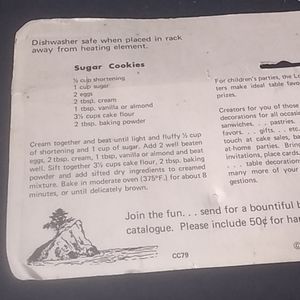 Dishwasher safe when placed in rack
away from heating element.
Sugar Cookies
½ cup shortening
1 cup sugar
2 eggs
2 tbsp. cream
1 tbsp. vanilla or almond
3½ cups cake flour
2 tbsp. baking powder
Cream together and beat until light and fluffy ½ cup
of shortening and 1 cup of sugar. Add 2 well beaten
eggs, 2 tbsp. cream, 1 tbsp. vanilla or almond and beat
well. Sift together 3½ cups cake flour, 2 tbsp. baking
powder and add sifted dry ingredients to creamed
mixture. Bake in moderate oven (375°F.) for about 8
minutes, or until delicately brown.
For children's parties, the
ters make ideal table favo
prizes.
Creators for you of those
decorations for all occasio
sandwiches. . . pastries.
favors. . . gifts. . . etc.
touch at cake sales, ba
at-home parties. Bring
invitations, place cards,
. . . table decoration
many more of your
gestions.
Join the fun. . . send for a bountiful b
catalogue. Please include 50¢ for han
CC79
©